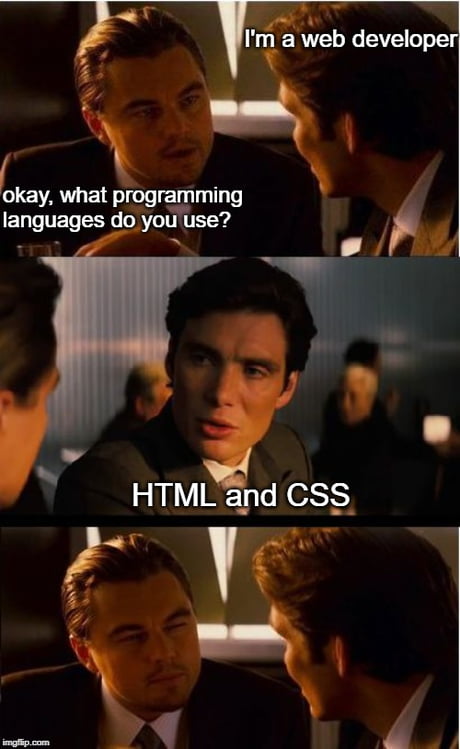 I'm a web developer
okay, what programming
languages do you use?
HTML and CSS
imgflip.com